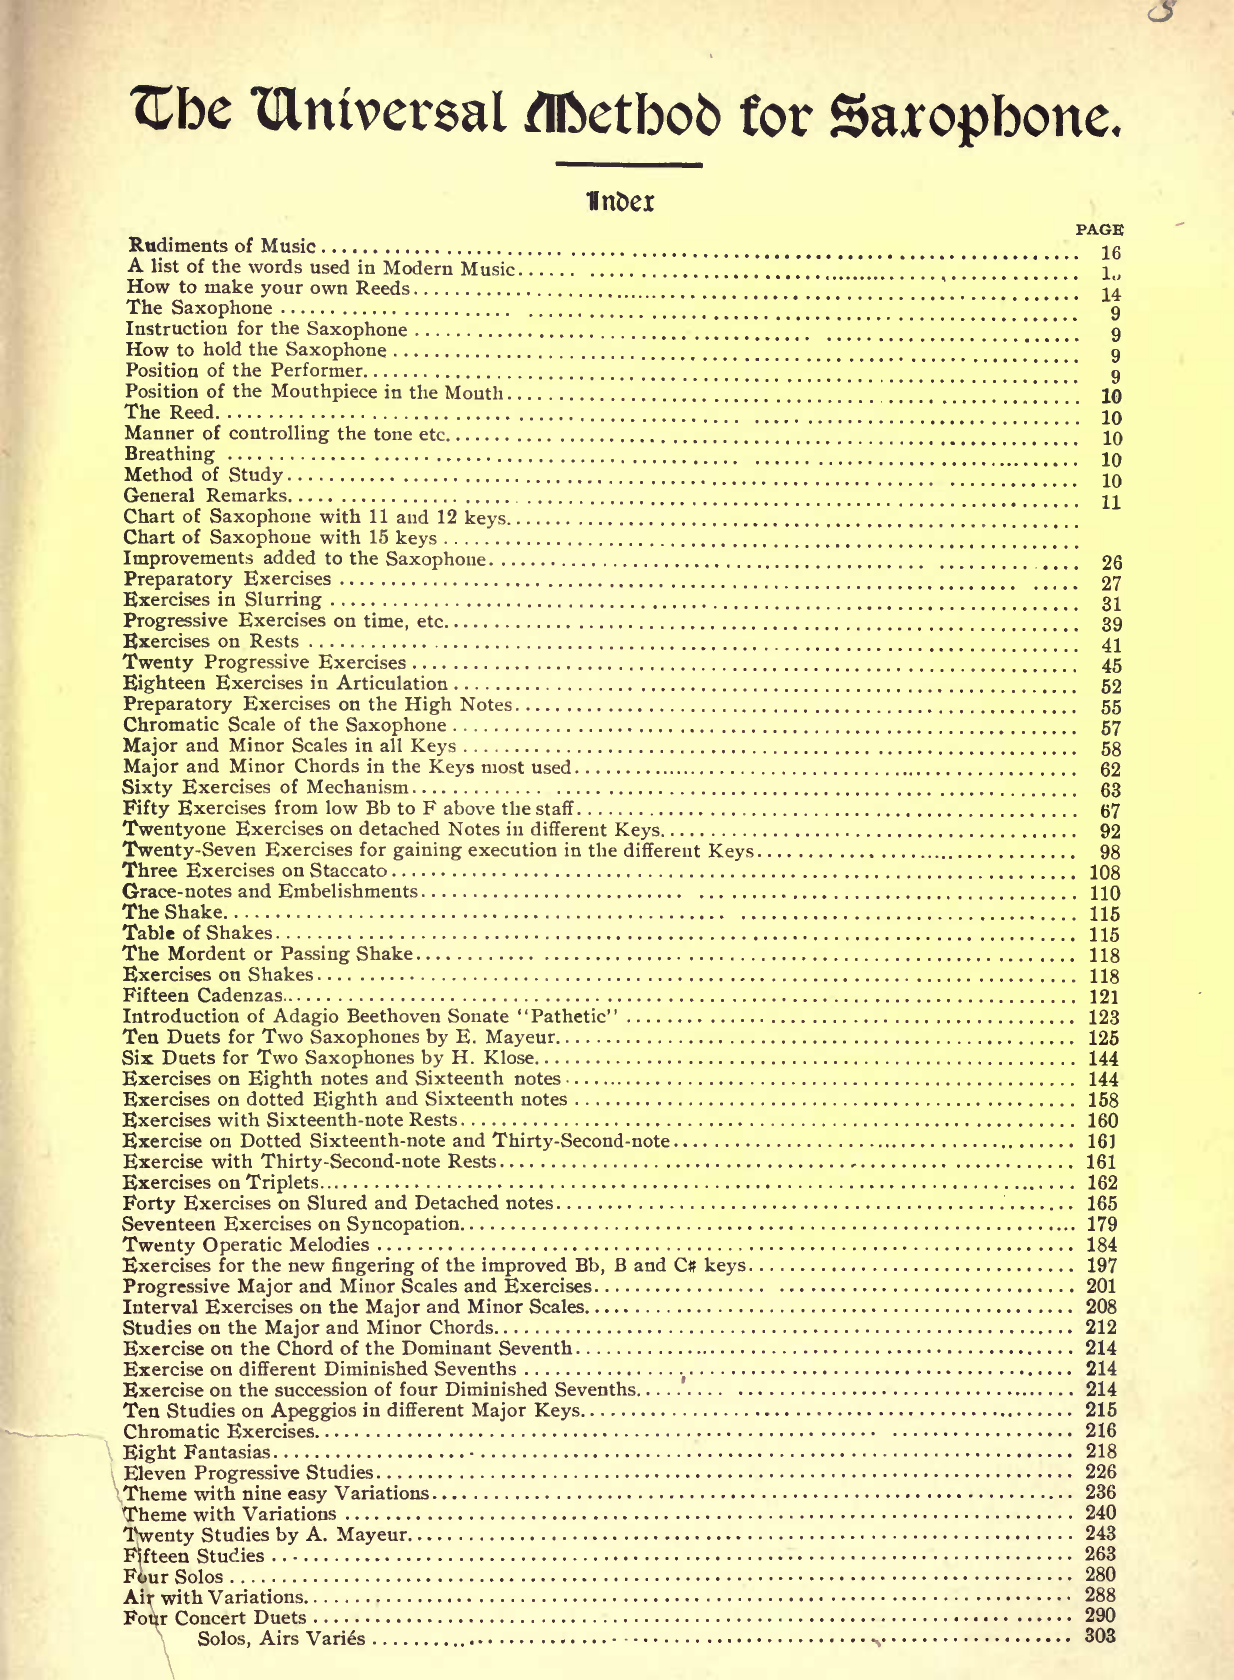 The Universal Method for Saxophone.
Index
PAGE
Rudiments of Music 16
A list of the words used in Modern Music
How to make your own Reeds 14
The Saxophone 9
Instruction for the Saxophone 9
How to hold the Saxophone 9
Position of the Performer 9
Position of the Mouthpiece in the Mouth 10
The Reed 10
Manner of controlling the tone etc. 10
Breathing 10
Method of Study 10
General Remarks 11
Chart of Saxophone with 11 and 12 keys
Chart of Saxophone with 15 keys
Improvements added to the Saxophone 26
Preparatory Exercises 27
Exercises in Slurring 31
Progressive Exercises on time, etc. 39
Exercises on Rests 41
Twenty Progressive Exercises 45
Eighteen Exercises in Articulation 52
Preparatory Exercises on the High Notes 55
Chromatic Scale of the Saxophone 57
Major and Minor Scales in all Keys 58
Major and Minor Chords in the Keys most used 62
Sixty Exercises of Mechanism 63
Fifty Exercises from low Bb to F above the staff 67
Twentyone Exercises on detached Notes in different Keys 92
Twenty-Seven Exercises for gaining execution in the different Keys 98
Three Exercises on Staccato 108
Grace-notes and Embelishments 110
The Shake 115
Table of Shakes 115
The Mordent or Passing Shake 118
Exercises on Shakes 118
Fifteen Cadenzas 121
Introduction of Adagio Beethoven Sonate "Pathetic" 123
Ten Duets for Two Saxophones by E. Mayeur 125
Six Duets for Two Saxophones by H. Klose 144
Exercises on Eighth notes and Sixteenth notes 144
Exercises on dotted Eighth and Sixteenth notes 158
Exercises with Sixteenth-note Rests 160
Exercise on Dotted Sixteenth-note and Thirty-Second-note 161
Exercise with Thirty-Second-note Rests 161
Exercises on Triplets 162
Forty Exercises on Slured and Detached notes 165
Seventeen Exercises on Syncopation 179
Twenty Operatic Melodies 184
Exercises for the new fingering of the improved Bb, B and C# keys 197
Progressive Major and Minor Scales and Exercises 201
Interval Exercises on the Major and Minor Scales 208
Studies on the Major and Minor Chords 212
Exercise on the Chord of the Dominant Seventh 214
Exercise on different Diminished Sevenths 214
Exercise on the succession of four Diminished Sevenths 214
Ten Studies on Apeggios in different Major Keys 215
Chromatic Exercises 216
Eight Fantasias 218
Eleven Progressive Studies 226
Theme with nine easy Variations 236
Theme with Variations 240
Twenty Studies by A. Mayeur 243
Fifteen Studies 263
Four Solos 280
Air with Variations 288
Four Concert Duets 290
Solos, Airs Variés 303